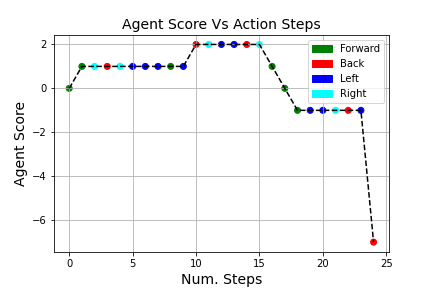 Agent Score Vs Action Steps
Agent Score
2
0
−2
−4
−6
Forward
Back
Left
Right
0 5 10 15 20 25
Num. Steps